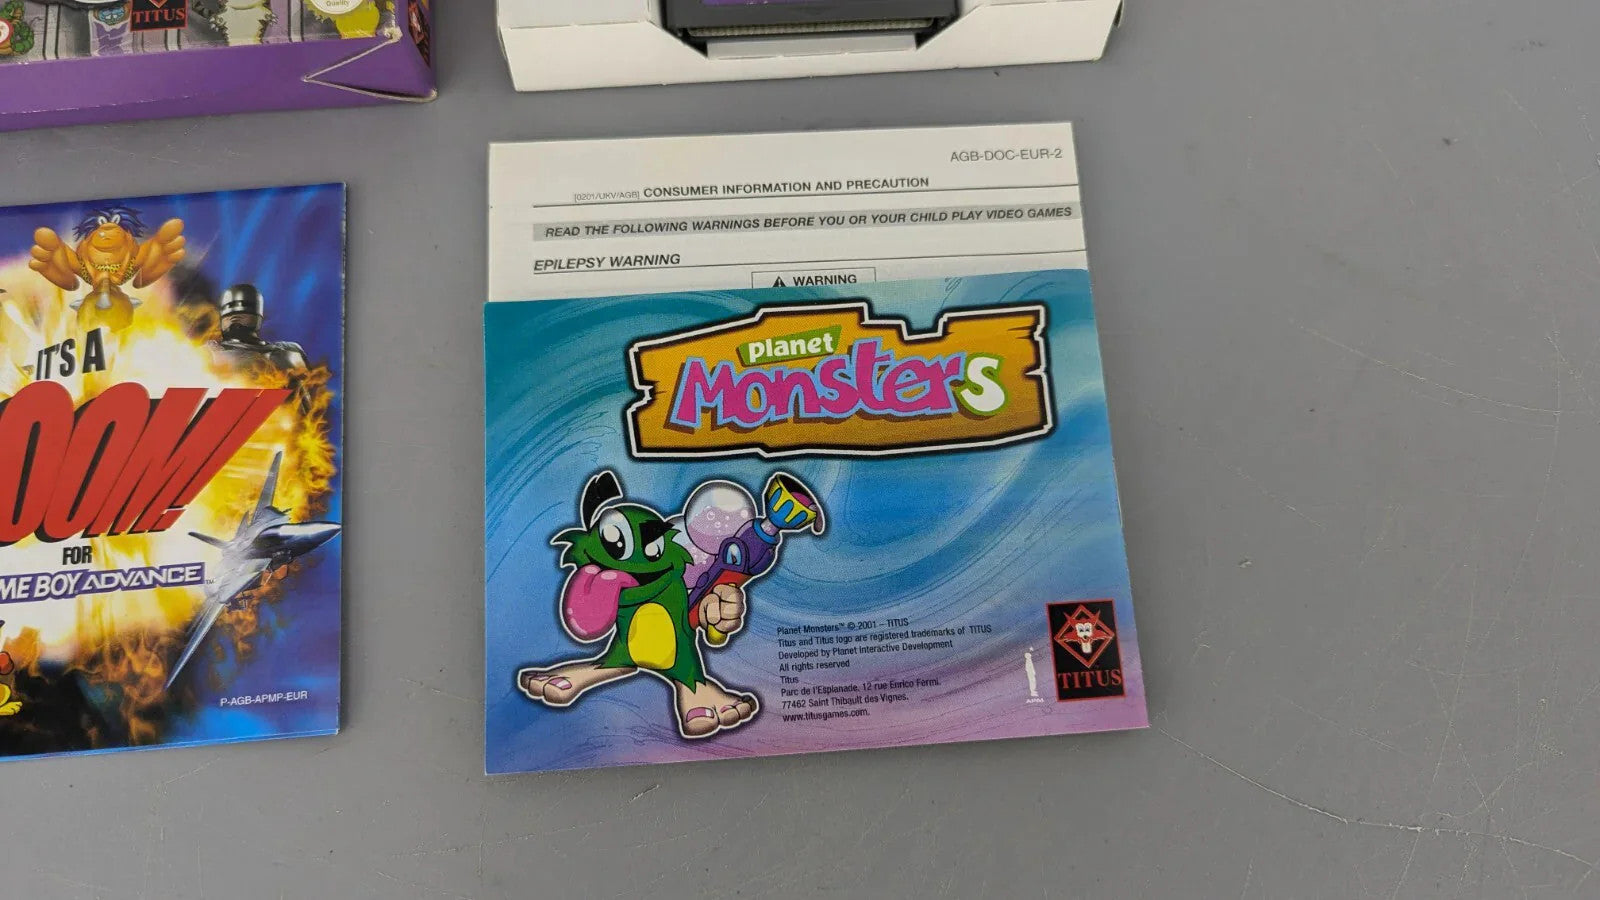 TITUS
Quality
AGB-DOC-EUR-2
[0201/UKV/AGB] CONSUMER INFORMATION AND PRECAUTION
READ THE FOLLOWING WARNINGS BEFORE YOU OR YOUR CHILD PLAY VIDEO GAMES
EPILEPSY WARNING
WARNING
IT'S A
OOM!
FOR
ME BOY ADVANCE™
P-AGB-APMP-EUR
Planet
Monsters
Planet Monsters™ © 2001 – TITUS
Titus and Titus logo are registered trademarks of TITUS
Developed by Planet Interactive Development
All rights reserved
Titus
Parc de l'Esplanade, 12 rue Enrico Fermi.
77462 Saint Thibault des Vignes.
www.titusgames.com.
TITUS